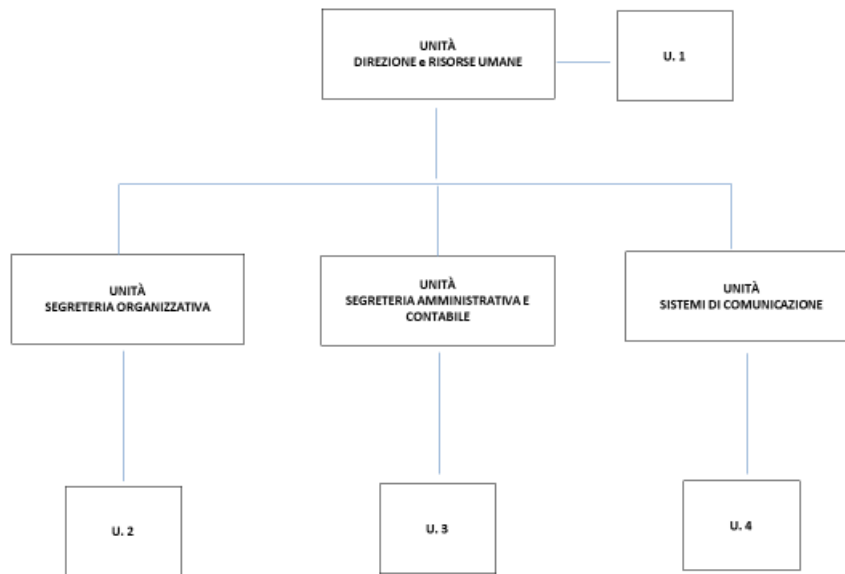 UNITÀ
DIREZIONE e RISORSE UMANE
U. 1
UNITÀ
SEGRETERIA ORGANIZZATIVA
UNITÀ
SEGRETERIA AMMINISTRATIVA E
CONTABILE
UNITÀ
SISTEMI DI COMUNICAZIONE
U. 2
U. 3
U. 4